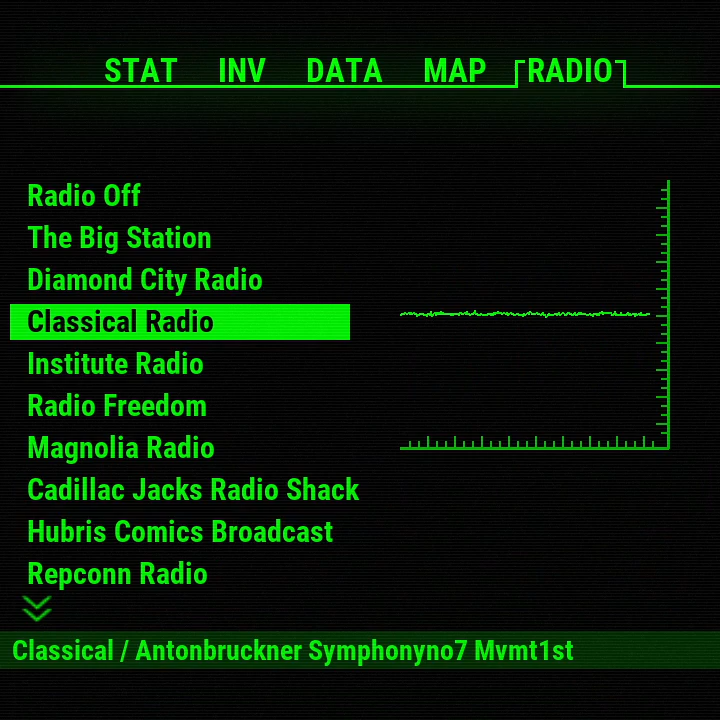 STAT INV DATA MAP RADIO
Radio Off
The Big Station
Diamond City Radio
Classical Radio
Institute Radio
Radio Freedom
Magnolia Radio
Cadillac Jacks Radio Shack
Hubris Comics Broadcast
Repconn Radio
Classical / Antonbruckner Symphonyno7 Mvmt1st